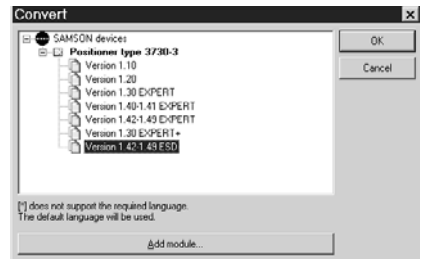 Convert
SAMSON devices
Positioner type 3730-3
Version 1.10
Version 1.20
Version 1.30 EXPERT
Version 1.40-1.41 EXPERT
Version 1.42-1.49 EXPERT
Version 1.30 EXPERT+
Version 1.42-1.49 ESD
OK
Cancel
[*] does not support the required language.
The default language will be used.
Add module...